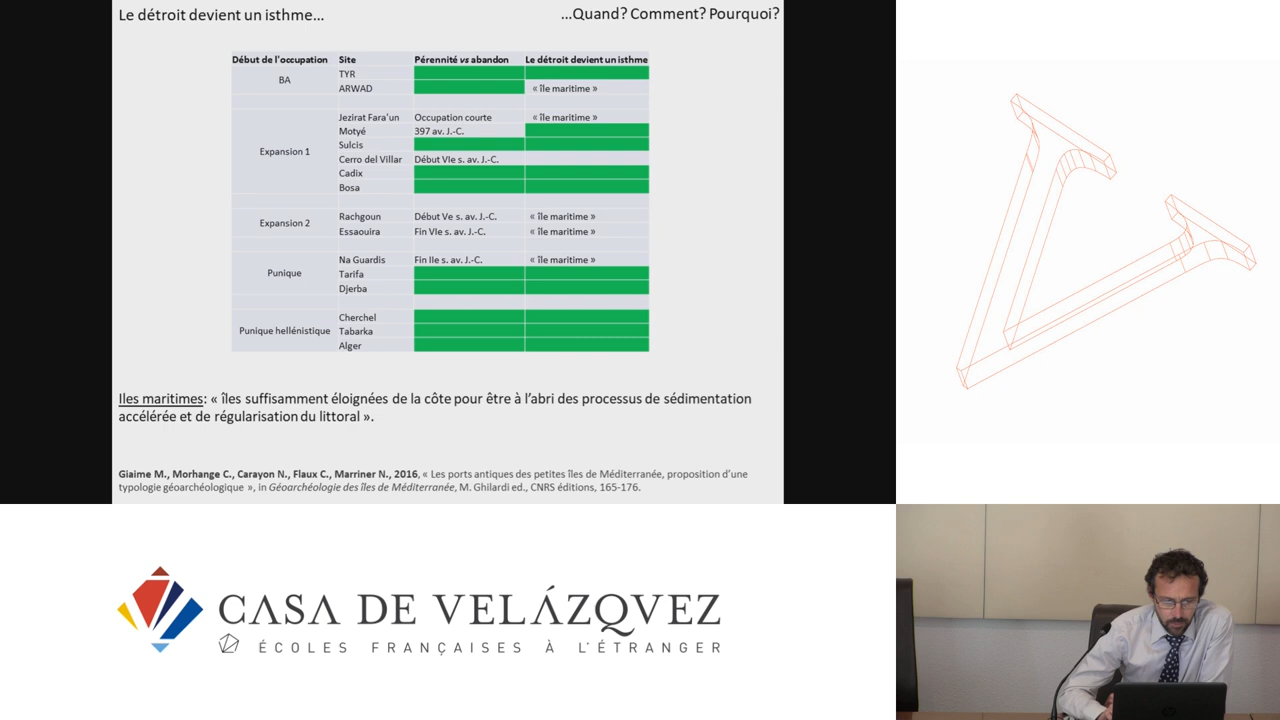 Le détroit devient un isthme... ...Quand? Comment? Pourquoi?
Début de l'occupation Site Pérennité vs abandon Le détroit devient un isthme
BA
TYR
ARWAD « île maritime »
Expansion 1
Jezirat Fara'un Occupation courte « île maritime »
Motyé 397 av. J.-C.
Sulcis
Cerro del Villar Début VIe s. av. J.-C.
Cadix
Bosa
Expansion 2
Rachgoun Début Ve s. av. J.-C. « île maritime »
Essaouira Fin VIe s. av. J.-C. « île maritime »
Punique
Na Guardis Fin IIe s. av. J.-C. « île maritime »
Tarifa
Djerba
Punique hellénistique
Cherchel
Tabarka
Alger
Iles maritimes: « îles suffisamment éloignées de la côte pour être à l'abri des processus de sédimentation
accélérée et de régularisation du littoral ».
Giaime M., Morhange C., Carayon N., Flaux C., Marriner N., 2016, « Les ports antiques des petites îles de Méditerranée, proposition d'une
typologie géoarchéologique », in Géoarchéologie des îles de Méditerranée, M. Ghilardi ed., CNRS éditions, 165-176.
CASA DE VELÁZQVEZ
ÉCOLES FRANÇAISES À L'ÉTRANGER